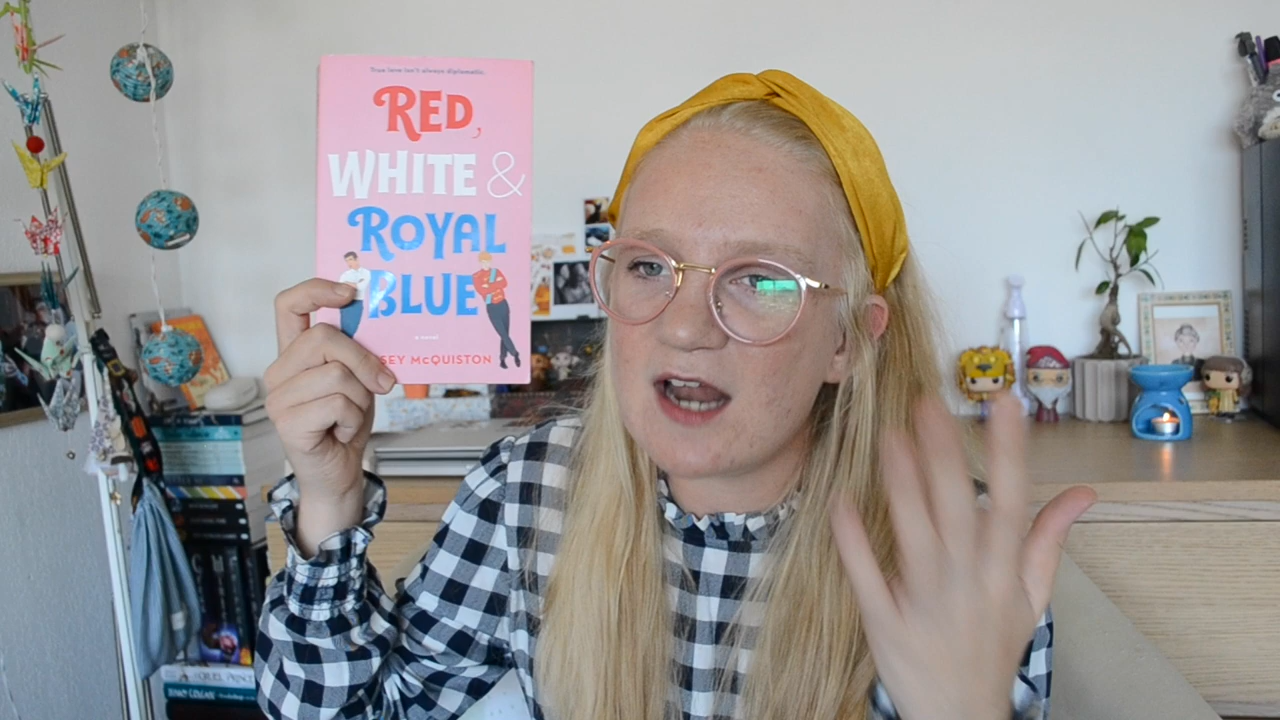 True love isn't always diplomatic.
RED,
WHITE &
ROYAL
BLUE
a novel
SEY McQUISTON